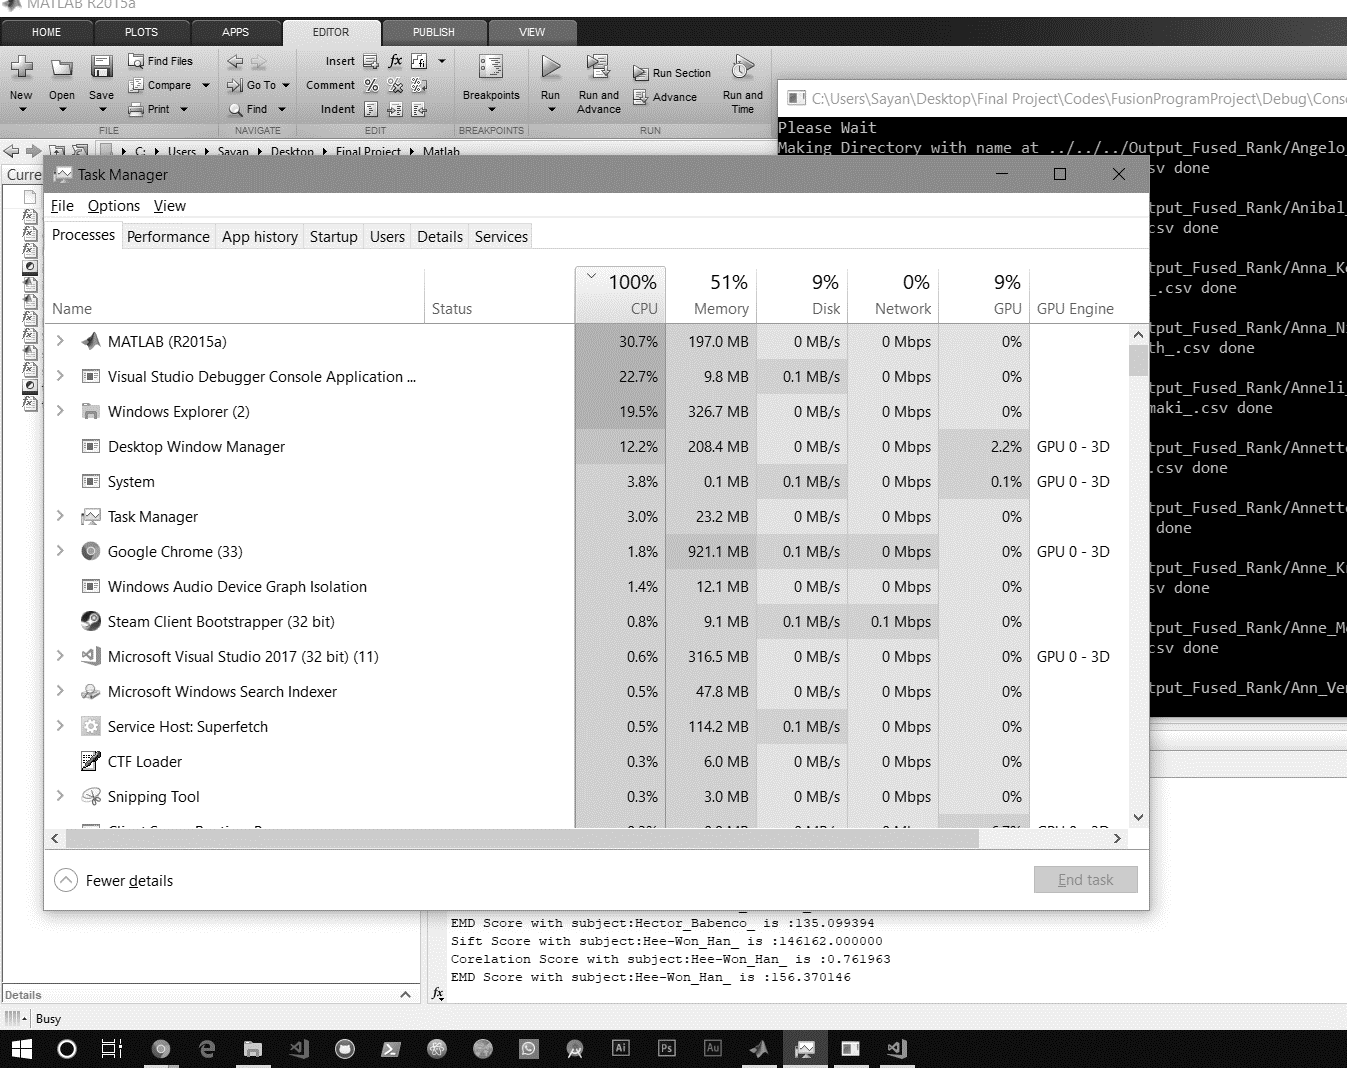 MATLAB R2015a
HOME PLOTS APPS EDITOR PUBLISH VIEW
New Open Save Find Files Compare Print
FILE
Go To Find
NAVIGATE
Insert fx
Comment
Indent
EDIT
Breakpoints
BREAKPOINTS
Run Run and Advance Run Section Advance Run and Time
RUN
C: Users Sayan Desktop Final Project Matlab
Curre
C:\Users\Sayan\Desktop\Final Project\Codes\FusionProgramProject\Debug\Conso
Please Wait
Making Directory with name at ../../../Output_Fused_Rank/Angelo_
sv done
tput_Fused_Rank/Anibal_
csv done
tput_Fused_Rank/Anna_K
_.csv done
tput_Fused_Rank/Anna_N
th_.csv done
tput_Fused_Rank/Anneli_
maki_.csv done
tput_Fused_Rank/Annett
.csv done
tput_Fused_Rank/Annett
done
tput_Fused_Rank/Anne_K
sv done
tput_Fused_Rank/Anne_M
csv done
tput_Fused_Rank/Ann_Ve
Task Manager
File Options View
Processes Performance App history Startup Users Details Services
100% 51% 9% 0% 9%
Name Status CPU Memory Disk Network GPU GPU Engine
MATLAB (R2015a) 30.7% 197.0 MB 0 MB/s 0 Mbps 0%
Visual Studio Debugger Console Application ... 22.7% 9.8 MB 0.1 MB/s 0 Mbps 0%
Windows Explorer (2) 19.5% 326.7 MB 0 MB/s 0 Mbps 0%
Desktop Window Manager 12.2% 208.4 MB 0 MB/s 0 Mbps 2.2% GPU 0 - 3D
System 3.8% 0.1 MB 0.1 MB/s 0 Mbps 0.1% GPU 0 - 3D
Task Manager 3.0% 23.2 MB 0 MB/s 0 Mbps 0%
Google Chrome (33) 1.8% 921.1 MB 0.1 MB/s 0 Mbps 0% GPU 0 - 3D
Windows Audio Device Graph Isolation 1.4% 12.1 MB 0 MB/s 0 Mbps 0%
Steam Client Bootstrapper (32 bit) 0.8% 9.1 MB 0.1 MB/s 0.1 Mbps 0%
Microsoft Visual Studio 2017 (32 bit) (11) 0.6% 316.5 MB 0 MB/s 0 Mbps 0% GPU 0 - 3D
Microsoft Windows Search Indexer 0.5% 47.8 MB 0 MB/s 0 Mbps 0%
Service Host: Superfetch 0.5% 114.2 MB 0.1 MB/s 0 Mbps 0%
CTF Loader 0.3% 6.0 MB 0 MB/s 0 Mbps 0%
Snipping Tool 0.3% 3.0 MB 0 MB/s 0 Mbps 0%
Fewer details End task
EMD Score with subject:Hector_Babenco_ is :135.099394
Sift Score with subject:Hee-Won_Han_ is :146162.000000
Corelation Score with subject:Hee-Won_Han_ is :0.761963
EMD Score with subject:Hee-Won_Han_ is :156.370146
Details fx
Busy
Ai Ps Au